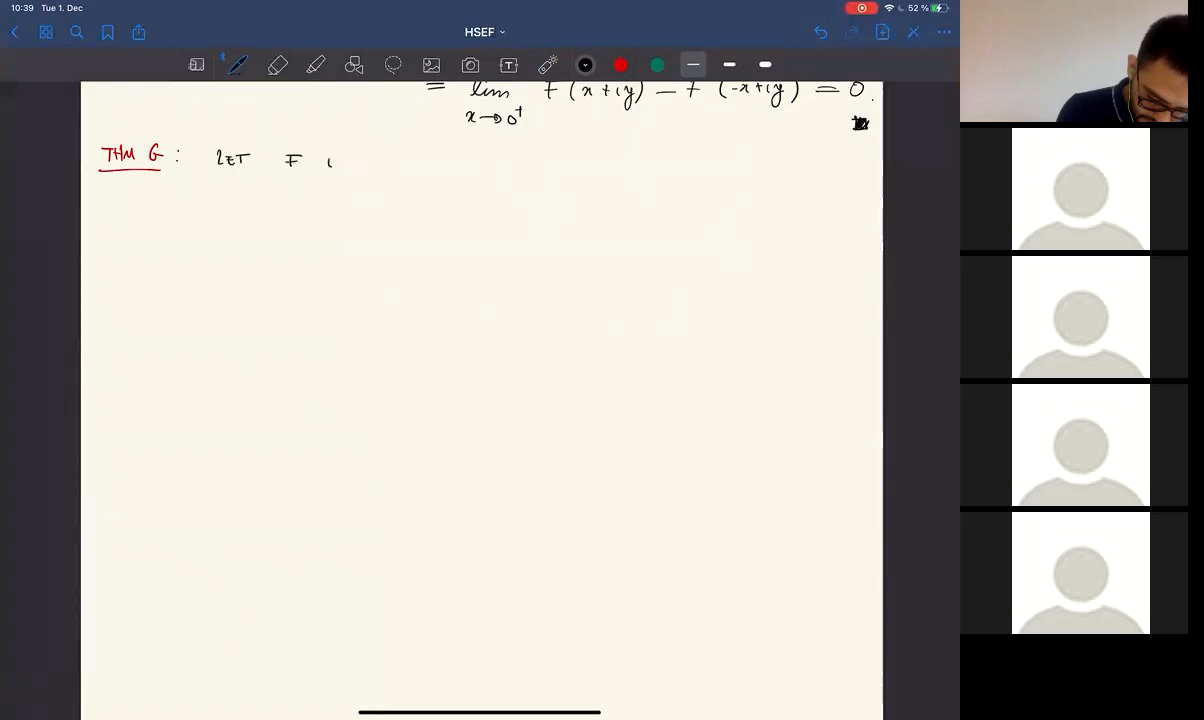 10:39 Tue 1. Dec 52 %
HSEF
= lim F (x+iy) − F (-x+iy) = 0.
x→0⁺
THM G : LET F